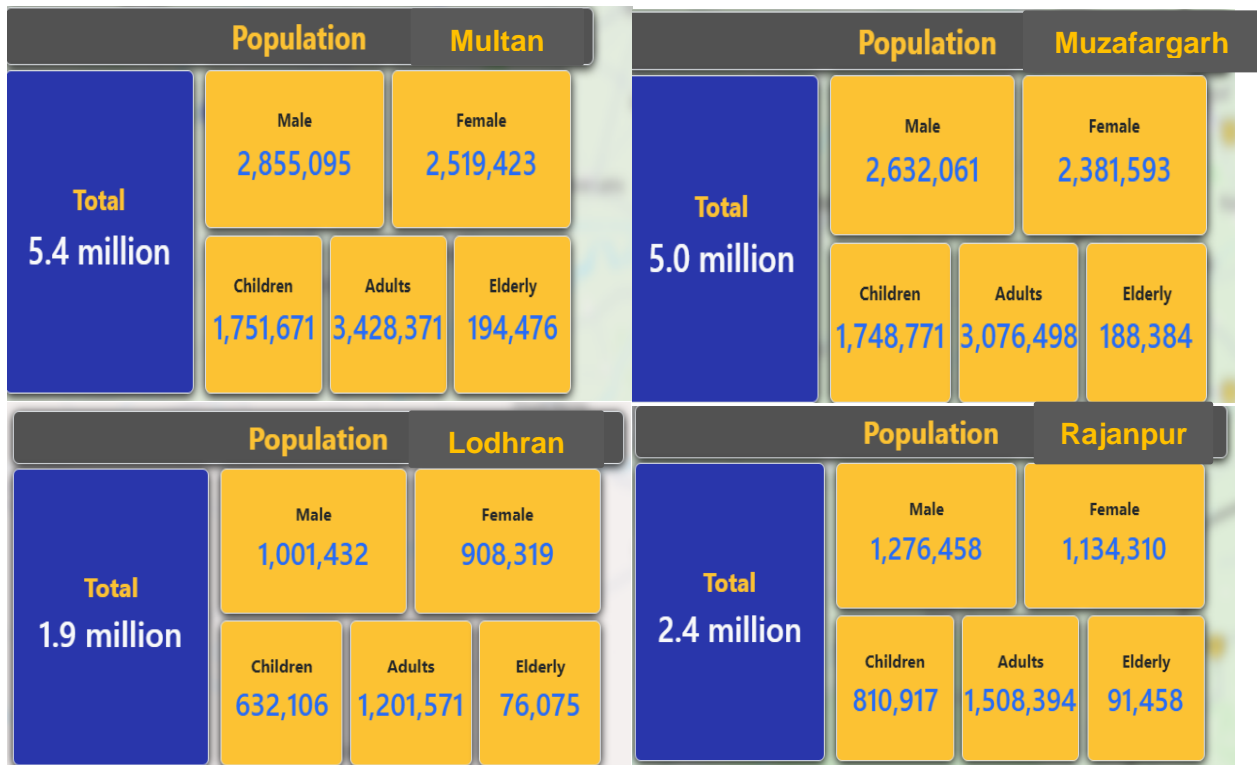 Population Multan
Male Female
2,855,095 2,519,423
Total
5.4 million
Children Adults Elderly
1,751,671 3,428,371 194,476
Population Muzafargarh
Male Female
2,632,061 2,381,593
Total
5.0 million
Children Adults Elderly
1,748,771 3,076,498 188,384
Population Lodhran
Male Female
1,001,432 908,319
Total
1.9 million
Children Adults Elderly
632,106 1,201,571 76,075
Population Rajanpur
Male Female
1,276,458 1,134,310
Total
2.4 million
Children Adults Elderly
810,917 1,508,394 91,458